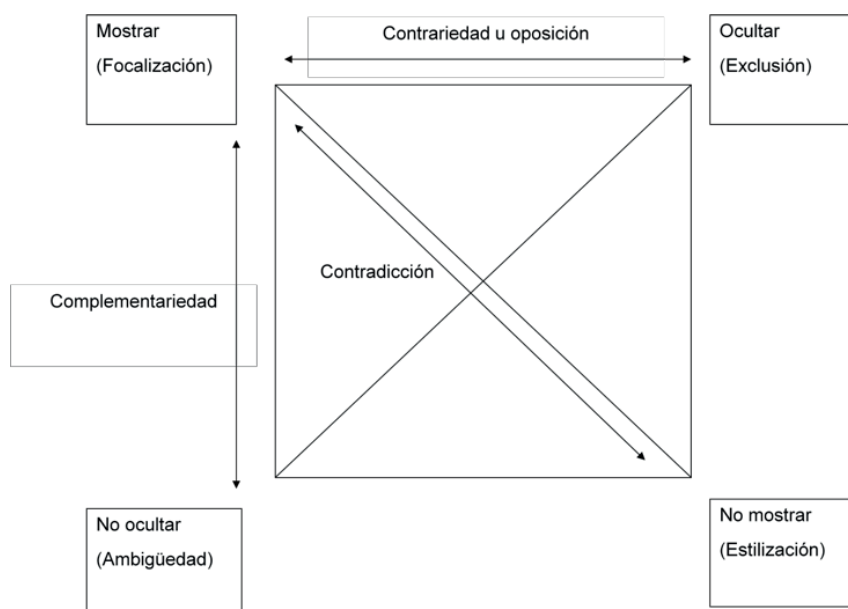 Mostrar
(Focalización)
Contrariedad u oposición
Ocultar
(Exclusión)
Contradicción
Complementariedad
No ocultar
(Ambigüedad)
No mostrar
(Estilización)